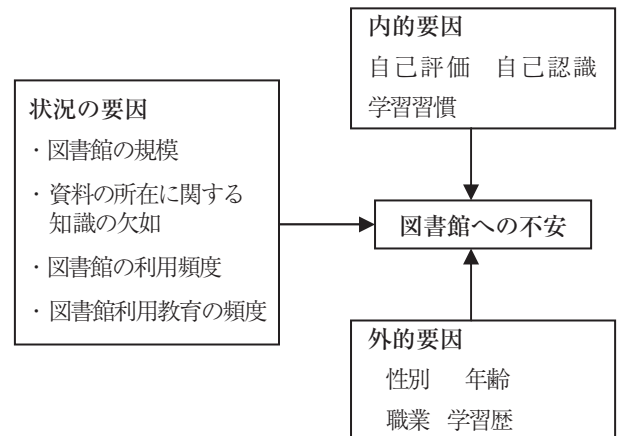 内的要因
自己評価 自己認識
学習習慣
状況の要因
・図書館の規模
・資料の所在に関する
知識の欠如
・図書館の利用頻度
・図書館利用教育の頻度
図書館への不安
外的要因
性別 年齢
職業 学習歴